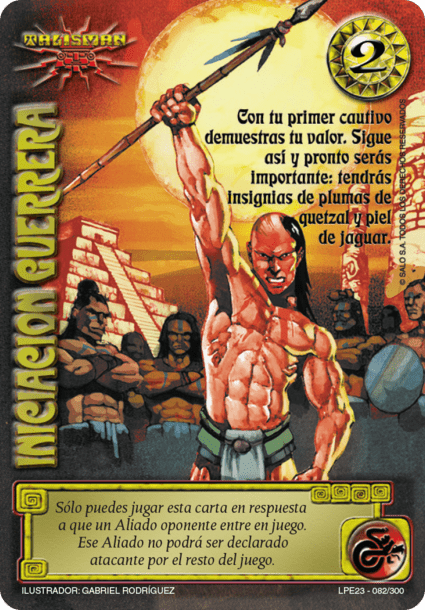 TALISMAN
2
INICIACION GUERRERA
Con tu primer cautivo
demuestras tu valor. Sigue
así y pronto serás
importante: tendrás
insignias de plumas de
quetzal y piel
de jaguar.
© SALO S.A. TODOS LOS DERECHOS RESERVADOS
Sólo puedes jugar esta carta en respuesta
a que un Aliado oponente entre en juego.
Ese Aliado no podrá ser declarado
atacante por el resto del juego.
ILUSTRADOR: GABRIEL RODRÍGUEZ
LPE23 - 082/300